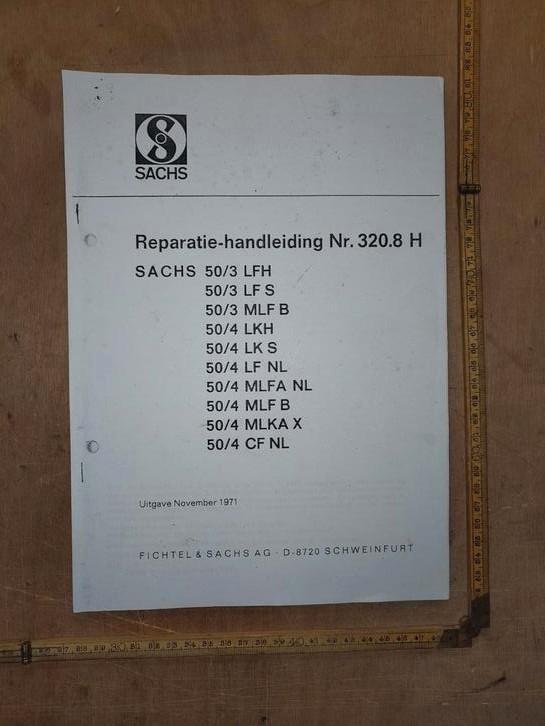 SACHS
Reparatie-handleiding Nr. 320.8 H
SACHS 50/3 LFH
50/3 LF S
50/3 MLF B
50/4 LKH
50/4 LK S
50/4 LF NL
50/4 MLFA NL
50/4 MLF B
50/4 MLKA X
50/4 CF NL
Uitgave November 1971
FICHTEL & SACHS AG · D-8720 SCHWEINFURT